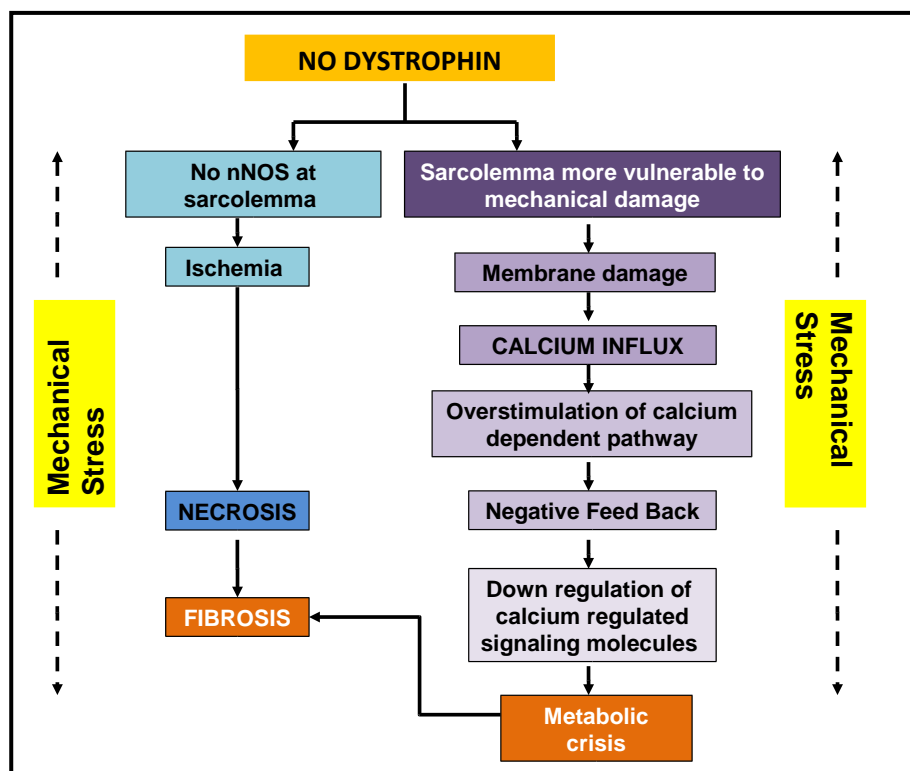 NO DYSTROPHIN
No nNOS at
sarcolemma
Sarcolemma more vulnerable to
mechanical damage
Ischemia
Membrane damage
CALCIUM INFLUX
Overstimulation of calcium
dependent pathway
NECROSIS
Negative Feed Back
FIBROSIS
Down regulation of
calcium regulated
signaling molecules
Metabolic
crisis
Mechanical
Stress
Mechanical
Stress